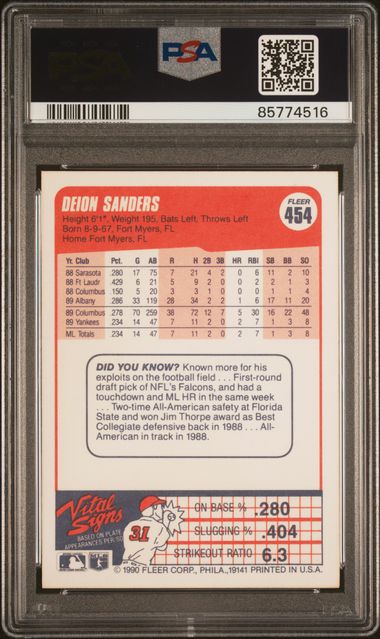 PSA
PSA
85774516
DEION SANDERS
Height 6'1", Weight 195, Bats Left, Throws Left
Born 8-9-67, Fort Myers, FL
Home Fort Myers, FL
FLEER
454
Yr. Club Pct. G AB R H 2B 3B HR RBI SB BB SO
88 Sarasota .280 17 75 7 21 4 2 0 6 11 2 10
88 Ft Laudr .429 6 21 5 9 2 0 0 2 2 1 3
88 Columbus .150 5 20 3 3 1 0 0 0 1 1 4
89 Albany .286 33 119 28 34 2 2 1 6 17 11 20
89 Columbus .278 70 259 38 72 12 7 5 30 16 22 48
89 Yankees .234 14 47 7 11 2 0 2 7 1 3 8
ML Totals .234 14 47 7 11 2 0 2 7 1 3 8
DID YOU KNOW? Known more for his
exploits on the football field . . . First-round
draft pick of NFL's Falcons, and had a
touchdown and ML HR in the same week
. . . Two-time All-American safety at Florida
State and won Jim Thorpe award as Best
Collegiate defensive back in 1988 . . . All-
American in track in 1988.
Vital
Signs
BASED ON PLATE
APPEARANCES PER SO
31
ON BASE % .280
SLUGGING % .404
STRIKEOUT RATIO 6.3
© 1990 FLEER CORP., PHILA.,19141 PRINTED IN U.S.A.